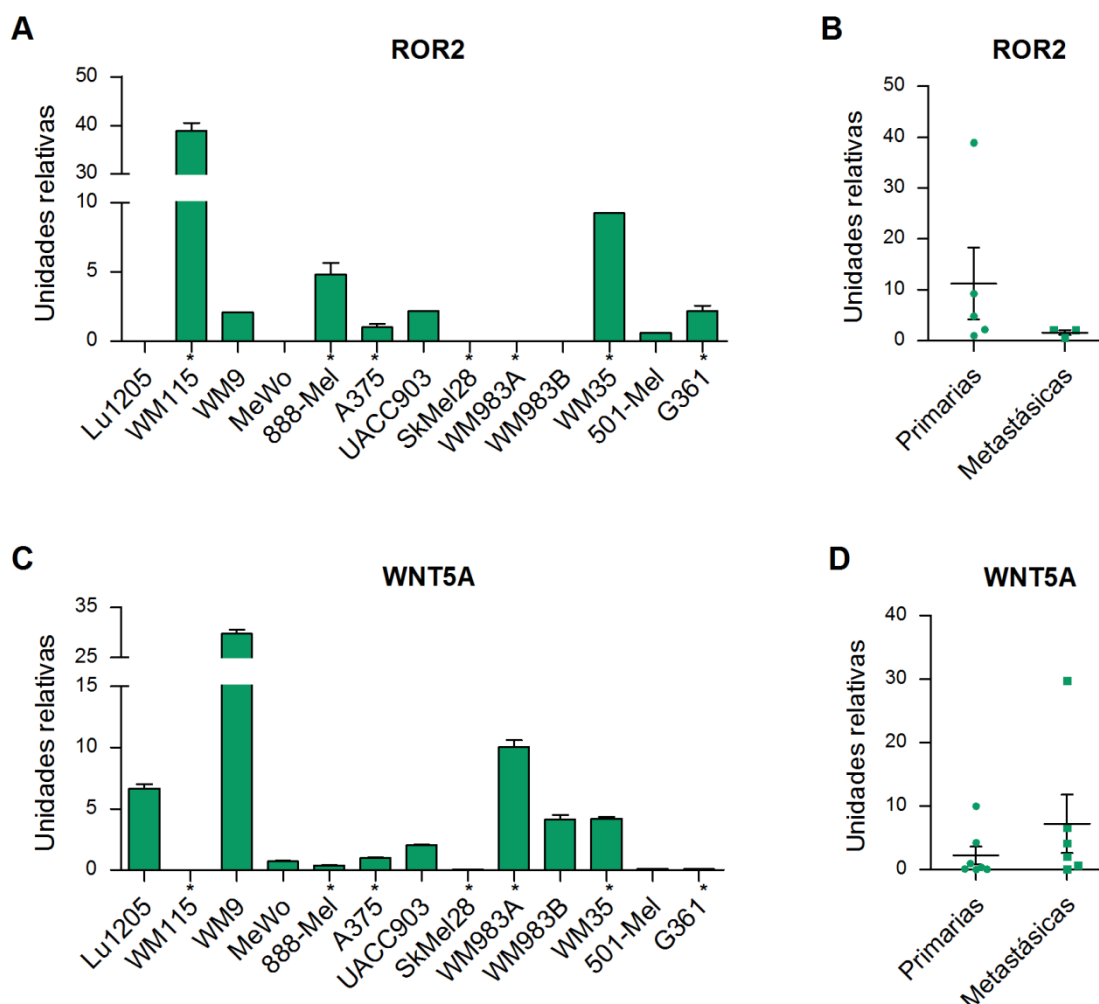 A
ROR2
Unidades relativas
50
40
30
10
5
0
* * * * * * *
Lu1205 WM115 WM9 MeWo 888-Mel A375 UACC903 SkMel28 WM983A WM983B WM35 501-Mel G361
B
ROR2
Unidades relativas
50
40
30
20
10
0
Primarias Metastásicas
C
WNT5A
Unidades relativas
35
25
15
10
5
0
* * * * * * *
Lu1205 WM115 WM9 MeWo 888-Mel A375 UACC903 SkMel28 WM983A WM983B WM35 501-Mel G361
D
WNT5A
Unidades relativas
40
30
20
10
0
Primarias Metastásicas